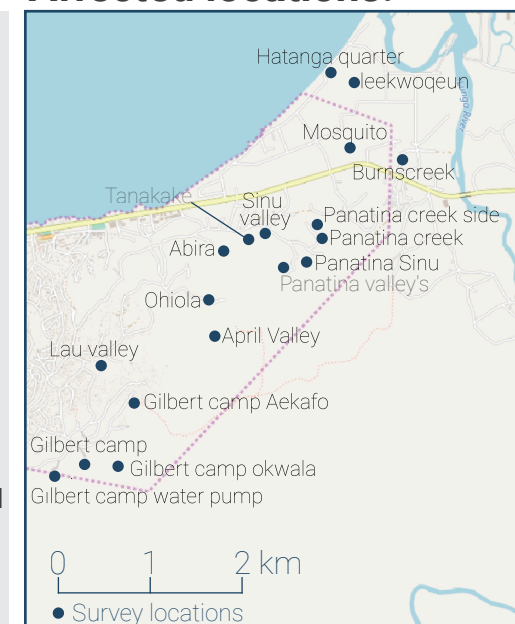 Affected locations:
Hatanga quarter
leekwoqeun
Mosquito
Burnscreek
Tanakake
Sinu
valley
Panatina creek side
Abira
Panatina creek
Panatina Sinu
Panatina valley's
Ohiola
April Valley
Lau valley
Gilbert camp Aekafo
Gilbert camp
Gilbert camp okwala
Gilbert camp water pump
0 1 2 km
Survey locations